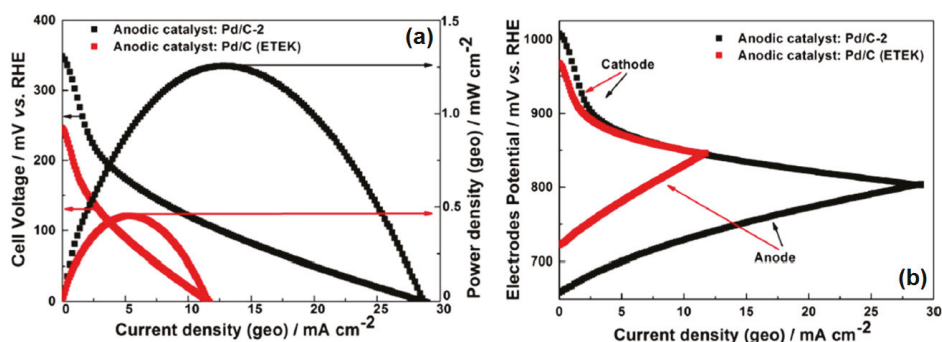 (a)
Anodic catalyst: Pd/C-2
Anodic catalyst: Pd/C (ETEK)
Cell Voltage / mV vs. RHE
400
300
200
100
0
Power density (geo) / mW cm-2
1.5
1.0
0.5
0
0 5 10 15 20 25 30
Current density (geo) / mA cm-2
(b)
Anodic catalyst: Pd/C-2
Anodic catalyst: Pd/C (ETEK)
Cathode
Anode
Electrodes Potential / mV vs. RHE
1000
900
800
700
0 5 10 15 20 25 30
Current density (geo) / mA cm-2